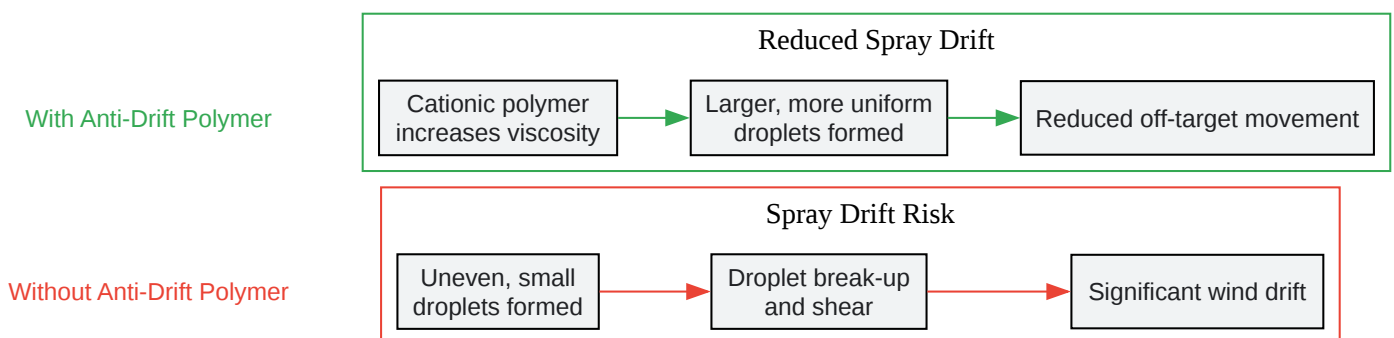 Reduced Spray Drift
With Anti-Drift Polymer
Cationic polymer
increases viscosity
Larger, more uniform
droplets formed
Reduced off-target movement
Spray Drift Risk
Without Anti-Drift Polymer
Uneven, small
droplets formed
Droplet break-up
and shear
Significant wind drift